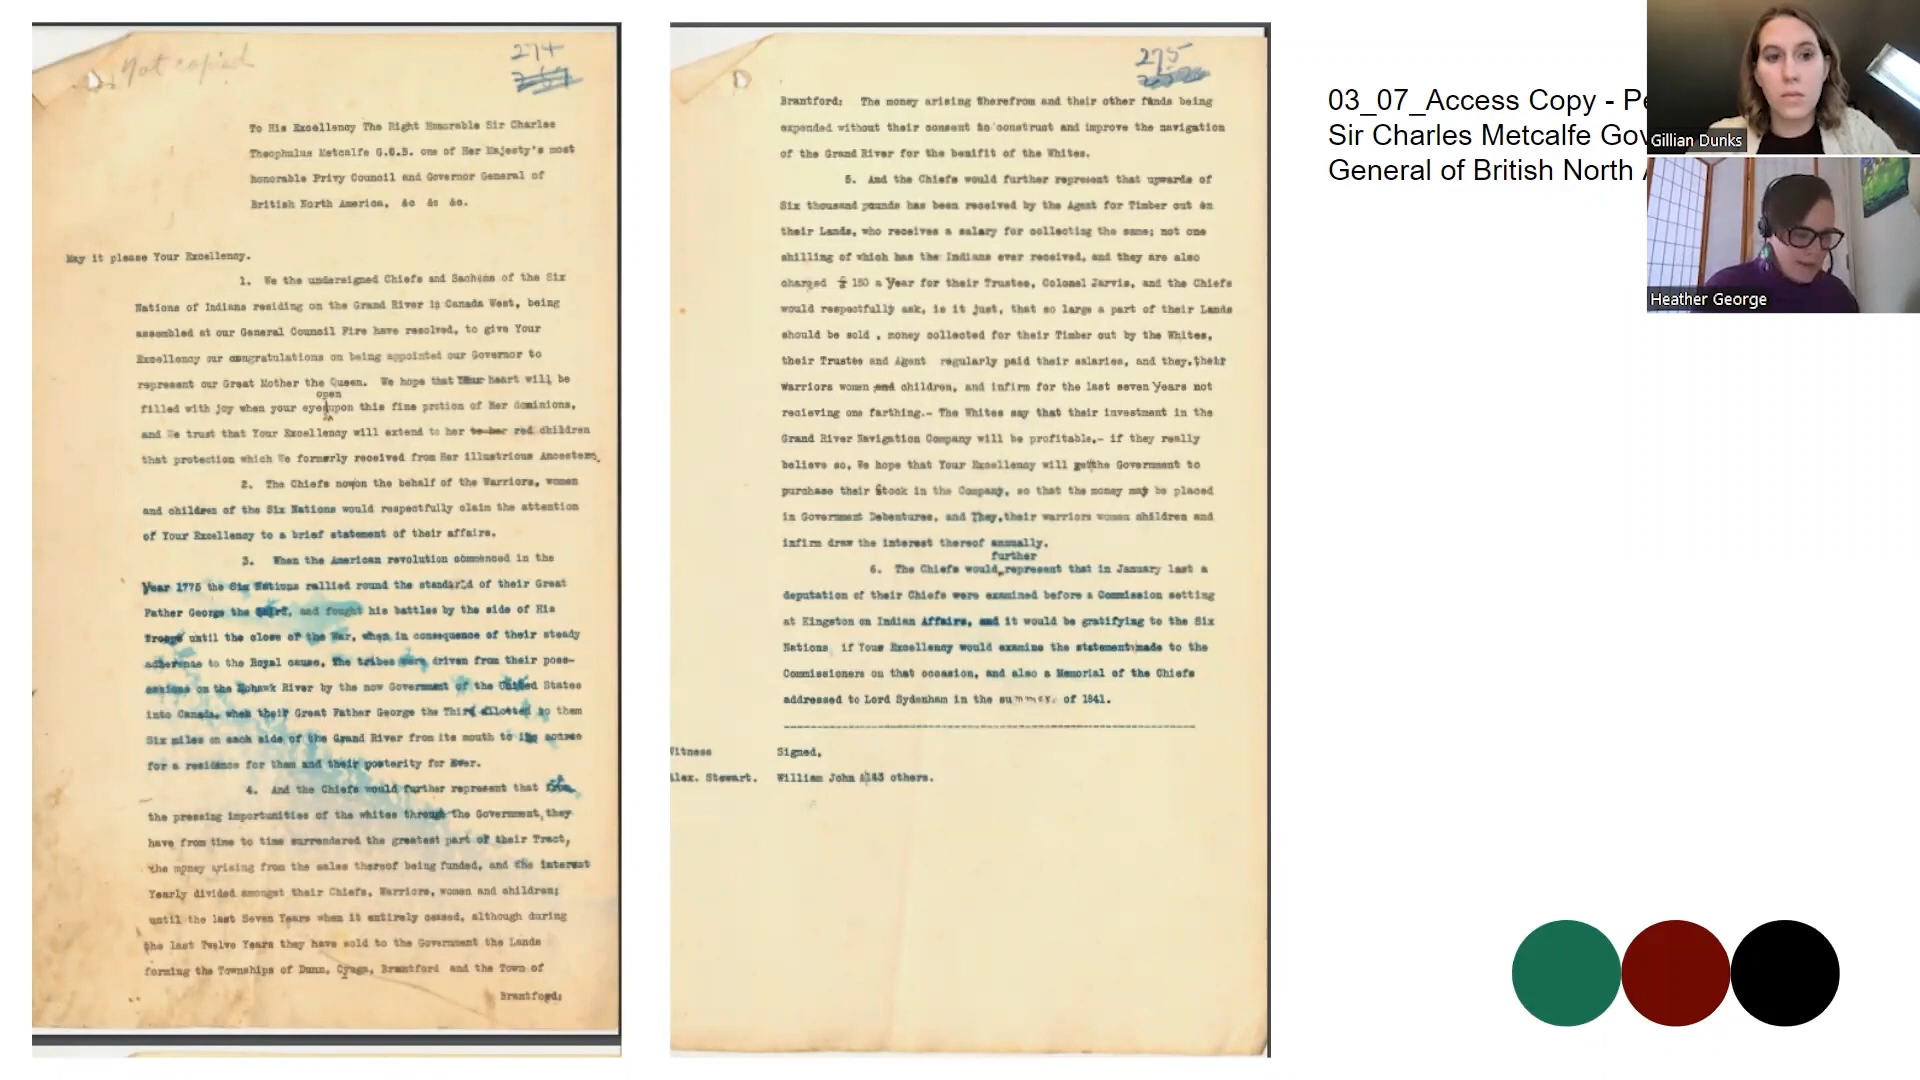 Not copied
274
To His Excellency The Right Honorable Sir Charles
Theophulus Metcalfe G.C.B. one of Her Majesty's most
honorable Privy Council and Governor General of
British North America, &c &c &c.
May it please Your Excellency.
1. We the undersigned Chiefs and Sachems of the Six
Nations of Indians residing on the Grand River in Canada West, being
assembled at our General Council Fire have resolved, to give Your
Excellency our congratulations on being appointed our Governor to
represent our Great Mother the Queen. We hope that Your heart will be
open
filled with joy when your eyes upon this fine protion of Her dominions,
and We trust that Your Excellency will extend to her to her red children
that protection which We formerly received from Her illustrious Ancestors.
2. The Chiefs now on the behalf of the Warriors, women
and children of the Six Nations would respectfully claim the attention
of Your Excellency to a brief statement of their affairs.
3. When the American revolution commenced in the
Year 1775 the Six Nations rallied round the standard of their Great
Father George the Third, and fought his battles by the side of His
Troops until the close of the War, when in consequence of their steady
adherense to the Royal cause, the tribes were driven from their poss-
essions on the Mohawk River by the now Government of the United States
into Canada, when their Great Father George the Third allotted to them
Six miles on each side of the Grand River from its mouth to its source
for a residence for them and their posterity for Ever.
4. And the Chiefs would further represent that from
the pressing importunities of the whites through the Government, they
have from time to time surrendered the greatest part of their Tract,
the money arising from the sales thereof being funded, and the interest
Yearly divided amongst their Chiefs, Warriors, women and children;
until the last Seven Years when it entirely ceased, although during
the last Twelve Years they have sold to the Government the Lands
forming the Townships of Dunn, Cyuga, Brantford and the Town of
Brantford;
275
Brantford; The money arising therefrom and their other funds being
expended without their consent to construct and improve the navigation
of the Grand River for the benifit of the Whites.
5. And the Chiefs would further represent that upwards of
Six thousand pounds has been received by the Agent for Timber cut on
their Lands, who receives a salary for collecting the same; not one
shilling of which has the Indians ever received, and they are also
charged £ 150 a Year for their Trustee, Colonel Jarvis, and the Chiefs
would respectfully ask, is it just, that so large a part of their Lands
should be sold , money collected for their Timber cut by the Whites,
their Trustee and Agent regularly paid their salaries, and they,their
Warriors women and children, and infirm for the last seven Years not
recieving one farthing.- The Whites say that their investment in the
Grand River Navigation Company will be profitable,- if they really
believe so, We hope that Your Excellency will get the Government to
purchase their Stock in the Company, so that the money may be placed
in Government Debentures, and They,their warriors women children and
infirm draw the interest thereof annually.
further
6. The Chiefs would represent that in January last a
deputation of their Chiefs were examined before a Commission setting
at Kingston on Indian Affairs, and it would be gratifying to the Six
Nations if Your Excellency would examine the statement made to the
Commissioners on that occasion, and also a Memorial of the Chiefs
addressed to Lord Sydenham in the summer of 1841.
Witness Signed,
Alex. Stewart. William John &143 others.
03_07_Access Copy - Pe
Sir Charles Metcalfe Gov
General of British North A
Gillian Dunks
Heather George